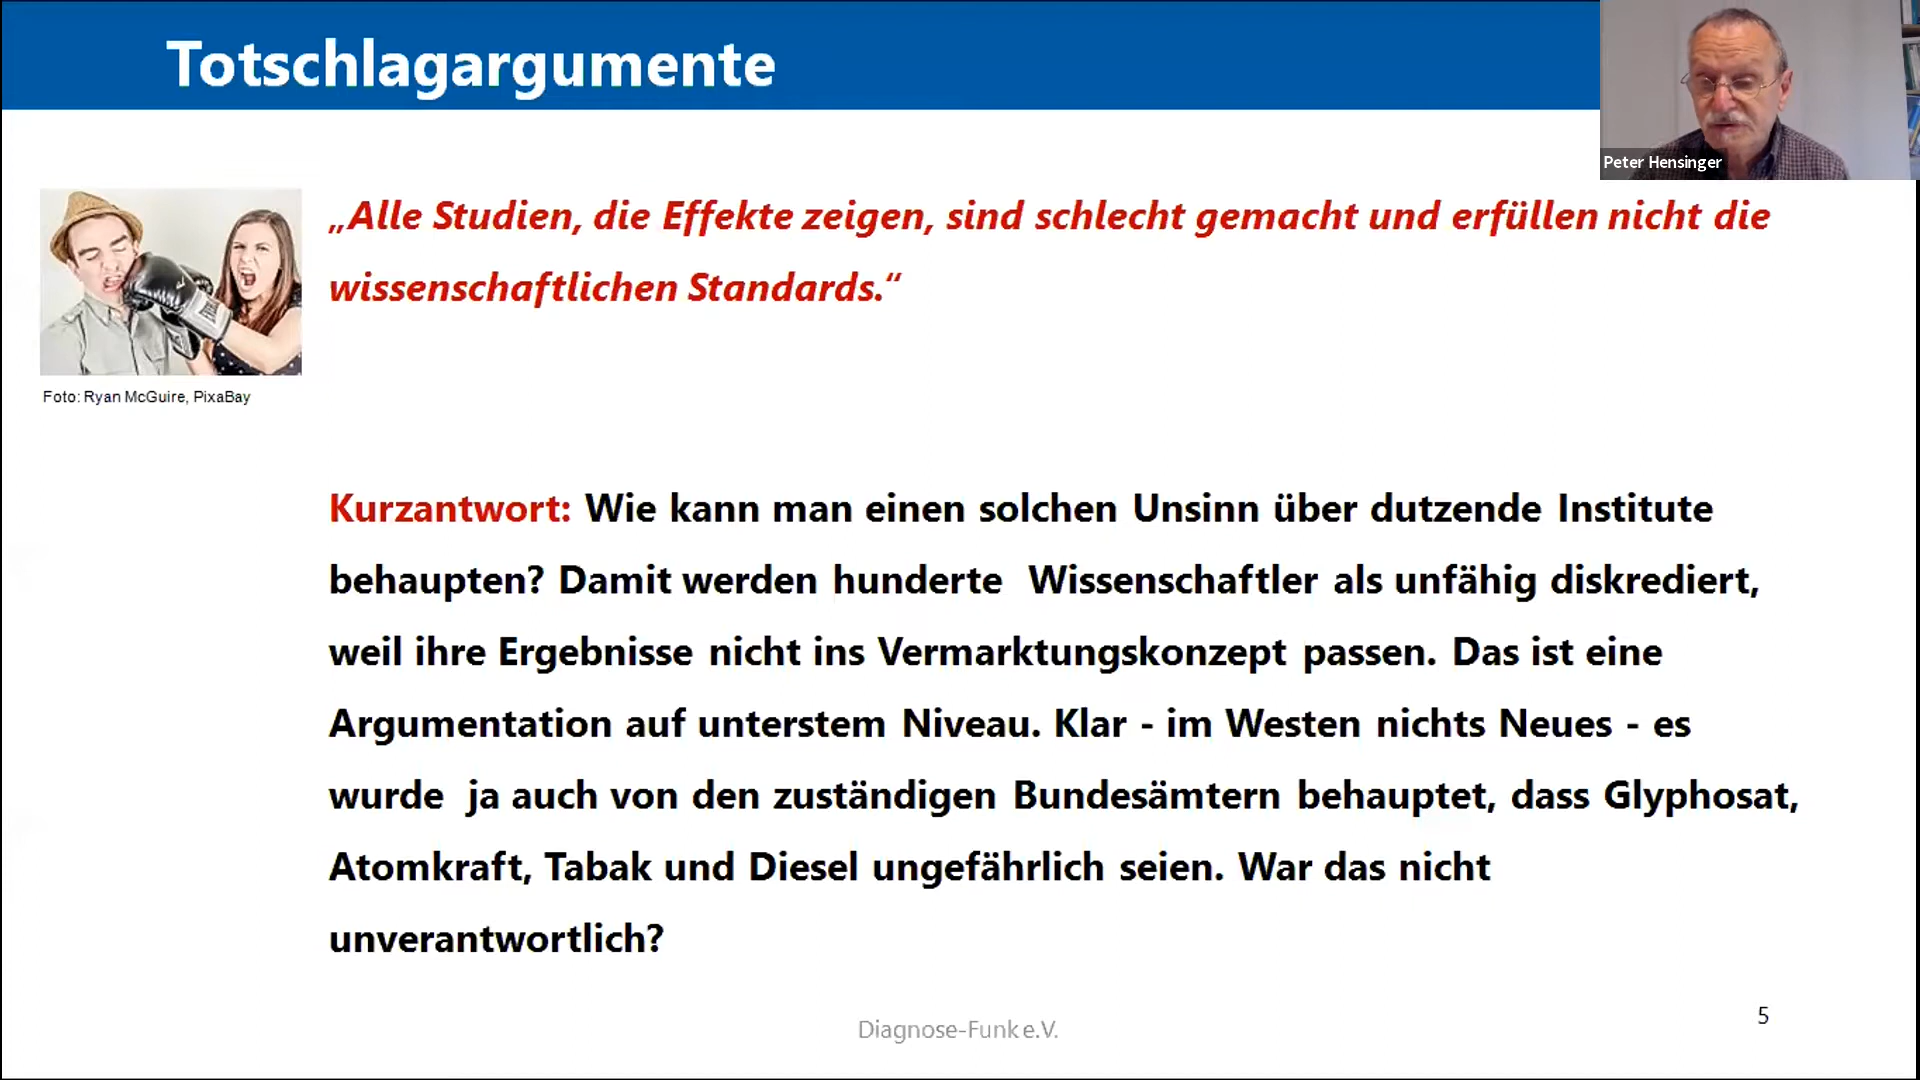 Totschlagargumente
Peter Hensinger
„Alle Studien, die Effekte zeigen, sind schlecht gemacht und erfüllen nicht die
wissenschaftlichen Standards.“
Foto: Ryan McGuire, PixaBay
Kurzantwort: Wie kann man einen solchen Unsinn über dutzende Institute
behaupten? Damit werden hunderte Wissenschaftler als unfähig diskrediert,
weil ihre Ergebnisse nicht ins Vermarktungskonzept passen. Das ist eine
Argumentation auf unterstem Niveau. Klar - im Westen nichts Neues - es
wurde ja auch von den zuständigen Bundesämtern behauptet, dass Glyphosat,
Atomkraft, Tabak und Diesel ungefährlich seien. War das nicht
unverantwortlich?
Diagnose-Funk e.V.
5